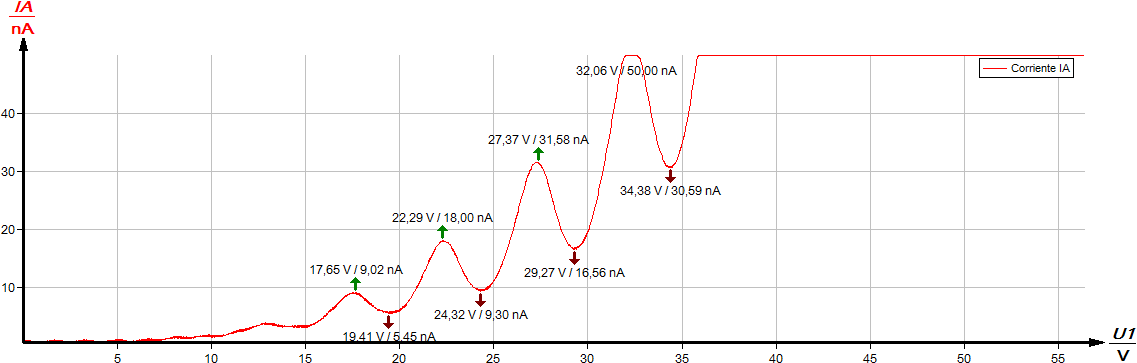 IA
nA
Corriente IA
32,06 V / 50,00 nA
40
27,37 V / 31,58 nA
30
34,38 V / 30,59 nA
22,29 V / 18,00 nA
20
17,65 V / 9,02 nA
29,27 V / 16,56 nA
10
24,32 V / 9,30 nA
19,41 V / 5,45 nA
U1
V
5 10 15 20 25 30 35 40 45 50 55